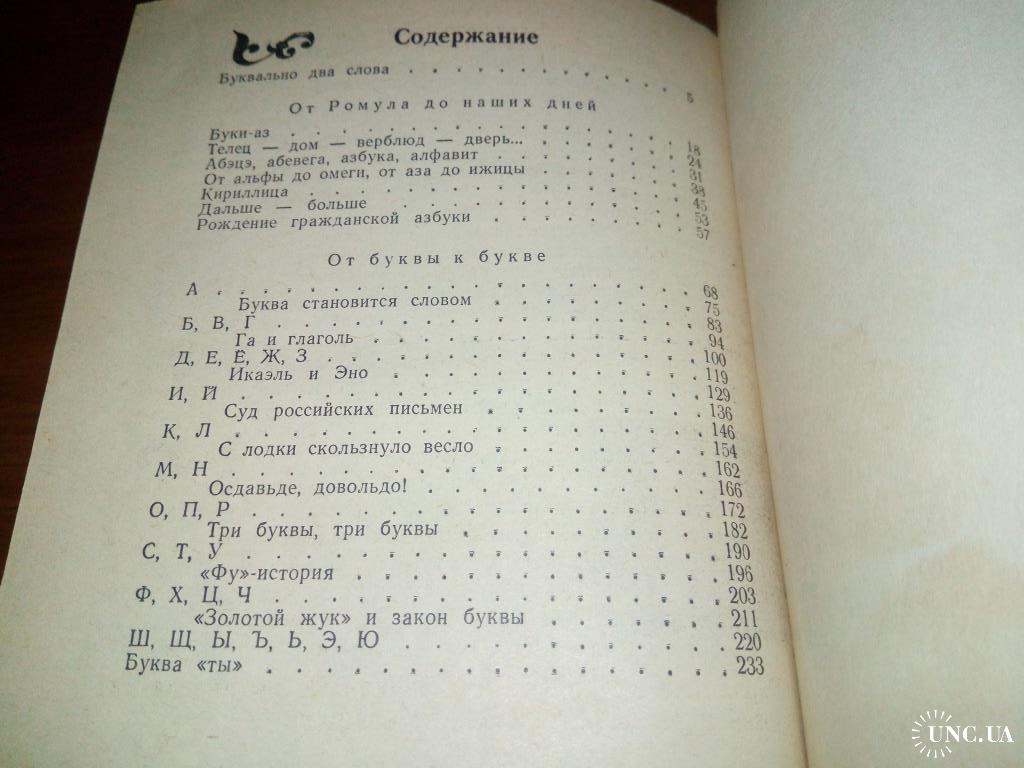 Содержание
Буквально два слова . . . . . . . . . . . . 5
От Ромула до наших дней
Буки-аз . . . . . . . . . . . . 18
Телец — дом — верблюд — дверь... . . . . . . 24
Абэцэ, абевега, азбука, алфавит . . . . . . . 31
От альфы до омеги, от аза до ижицы . . . . . . 38
Кириллица . . . . . . . . . . . . 45
Дальше — больше . . . . . . . . . . 53
Рождение гражданской азбуки . . . . . . . 57
От буквы к букве
А . . . . . . . . . . . . . . 68
Буква становится словом . . . . . . . 75
Б, В, Г . . . . . . . . . . . . 83
Га и глаголь . . . . . . . . . . 94
Д, Е, Ё, Ж, З . . . . . . . . . . 100
Икаэль и Эно . . . . . . . . . . 119
И, Й . . . . . . . . . . . . . 129
Суд российских письмен . . . . . . . 136
К, Л . . . . . . . . . . . . . 146
С лодки скользнуло весло . . . . . . . 154
М, Н . . . . . . . . . . . . . 162
Осдавьде, довольдо! . . . . . . . . 166
О, П, Р . . . . . . . . . . . . 172
Три буквы, три буквы . . . . . . . . 182
С, Т, У . . . . . . . . . . . . 190
«Фу»-история . . . . . . . . . . 196
Ф, Х, Ц, Ч . . . . . . . . . . . 203
«Золотой жук» и закон буквы . . . . . . 211
Ш, Щ, Ы, Ъ, Ь, Э, Ю . . . . . . . . 220
Буква «ты» . . . . . . . . . . . . 233
UNC.UA